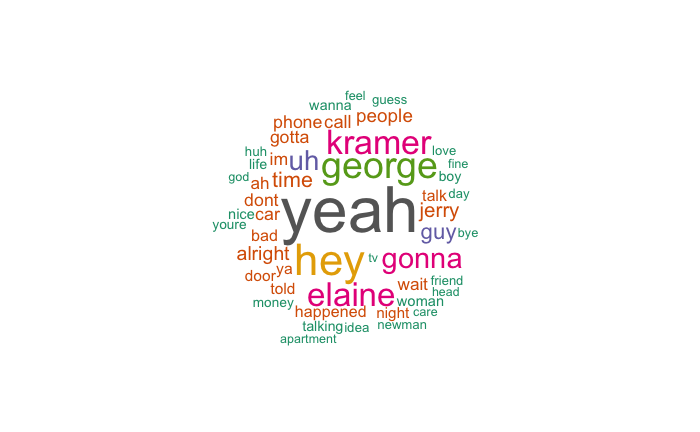 feel
wanna guess
phone call people
gotta kramer
huh im uh george love
life fine
god ah time boy
dont yeah talk day
nice car jerry
youre guy bye
bad
alright hey tv gonna
ya
door wait friend
told elaine head
money woman
happened night care
talking idea newman
apartment